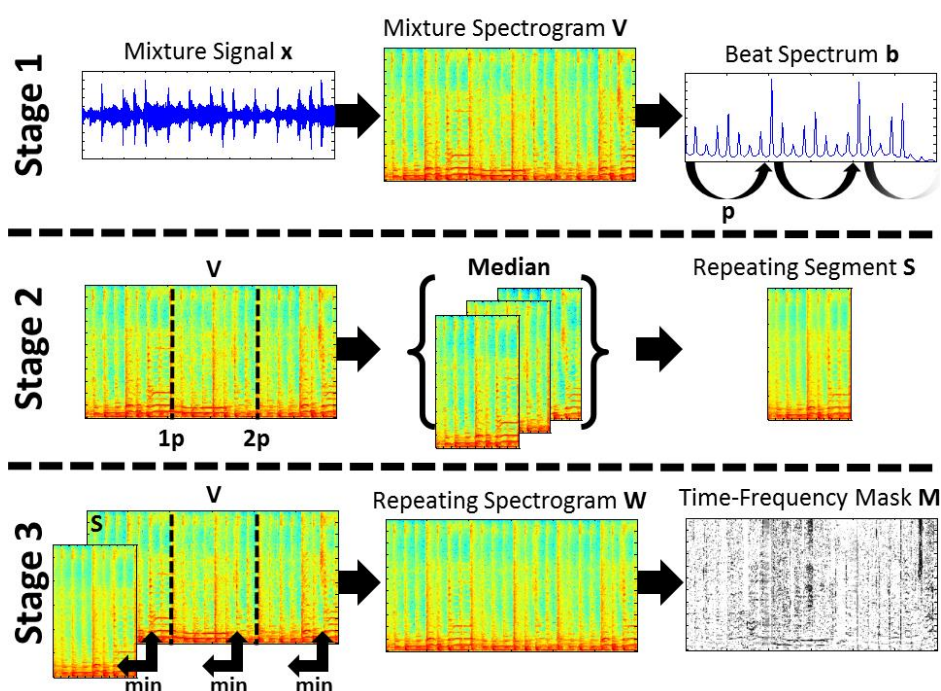 Stage 1
Mixture Signal x
Mixture Spectrogram V
Beat Spectrum b
p
Stage 2
V
1p
2p
Median
Repeating Segment S
Stage 3
V
S
min
min
min
Repeating Spectrogram W
Time-Frequency Mask M